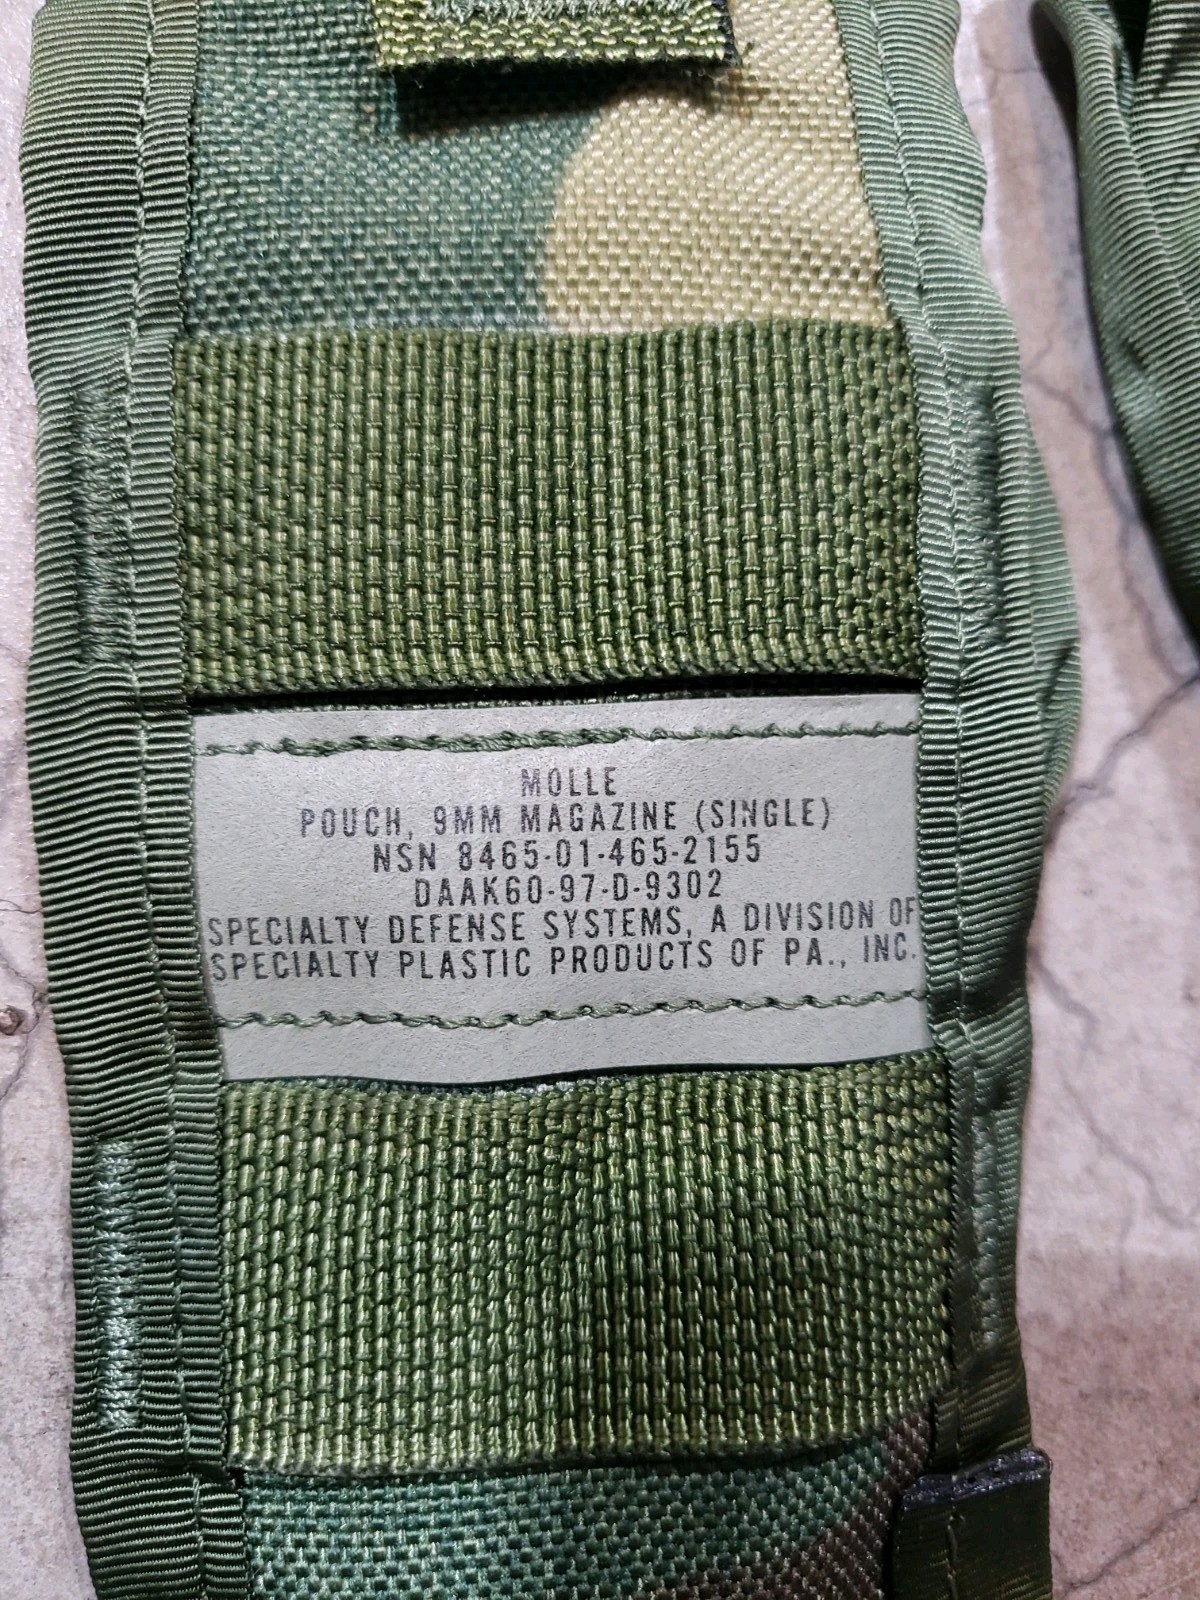 MOLLE
POUCH, 9MM MAGAZINE (SINGLE)
NSN 8465-01-465-2155
DAAK60-97-D-9302
SPECIALTY DEFENSE SYSTEMS, A DIVISION OF
SPECIALTY PLASTIC PRODUCTS OF PA., INC.